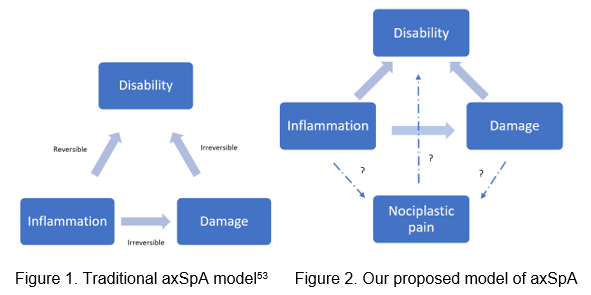 Disability
Reversible
Irreversible
Inflammation
Damage
Irreversible
Figure 1. Traditional axSpA model⁵³
Disability
Inflammation
Damage
?
?
?
Nociplastic
pain
Figure 2. Our proposed model of axSpA